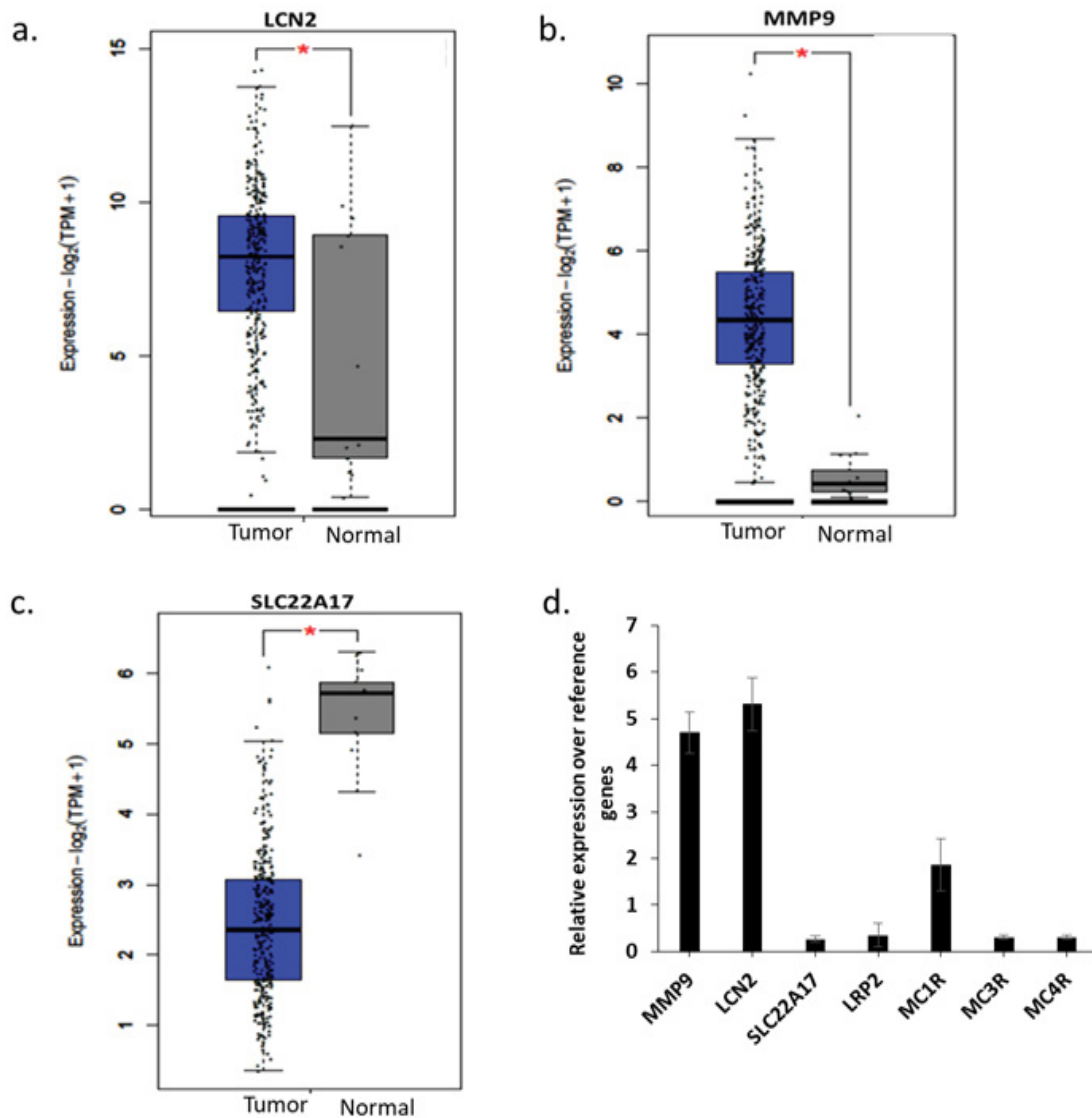 a.
LCN2
*
Expression – log2(TPM + 1)
15
10
5
0
Tumor
Normal
b.
MMP9
*
Expression – log2(TPM + 1)
10
8
6
4
2
0
Tumor
Normal
c.
SLC22A17
*
Expression – log2(TPM + 1)
6
5
4
3
2
1
Tumor
Normal
d.
Relative expression over reference
genes
7
6
5
4
3
2
1
0
MMP9
LCN2
SLC22A17
LRP2
MC1R
MC3R
MC4R